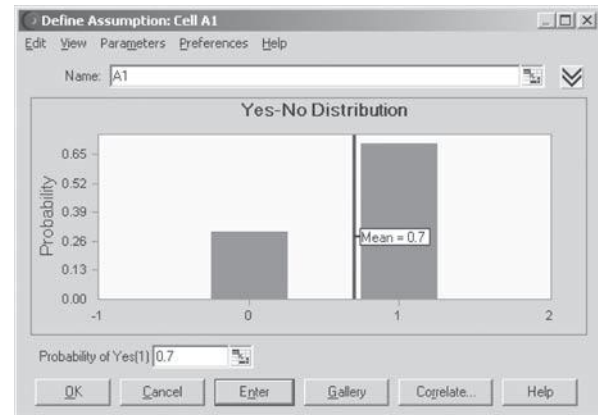 Define Assumption: Cell A1
Edit View Parameters Preferences Help
Name: A1
Yes-No Distribution
Probability
0.65
0.52
0.39
0.26
0.13
0.00
Mean = 0.7
-1 0 1 2
Probability of Yes(1) 0.7
OK Cancel Enter Gallery Correlate... Help